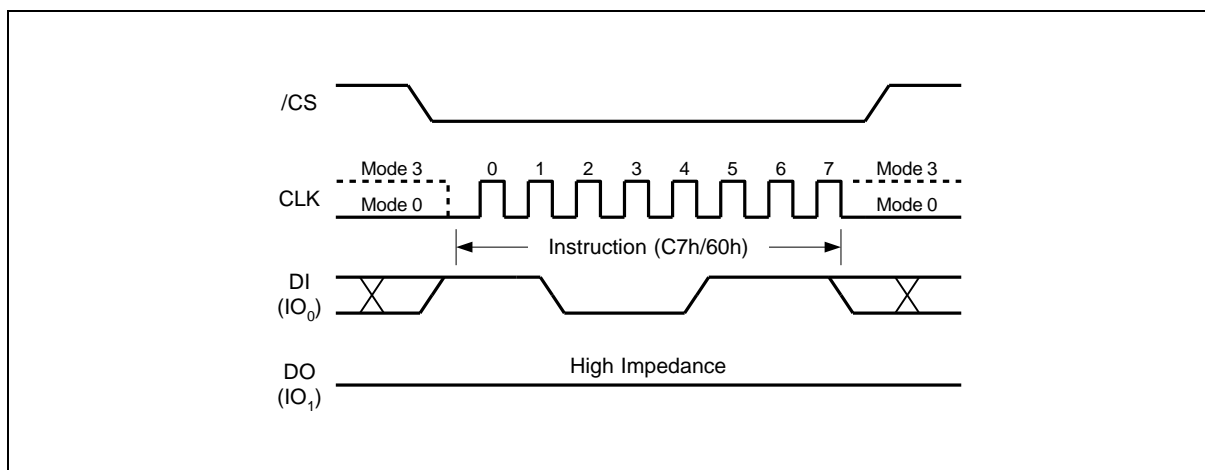 /CS
Mode 3 0 1 2 3 4 5 6 7 Mode 3
CLK
Mode 0 Mode 0
Instruction (C7h/60h)
DI
(IO₀)
High Impedance
DO
(IO₁)